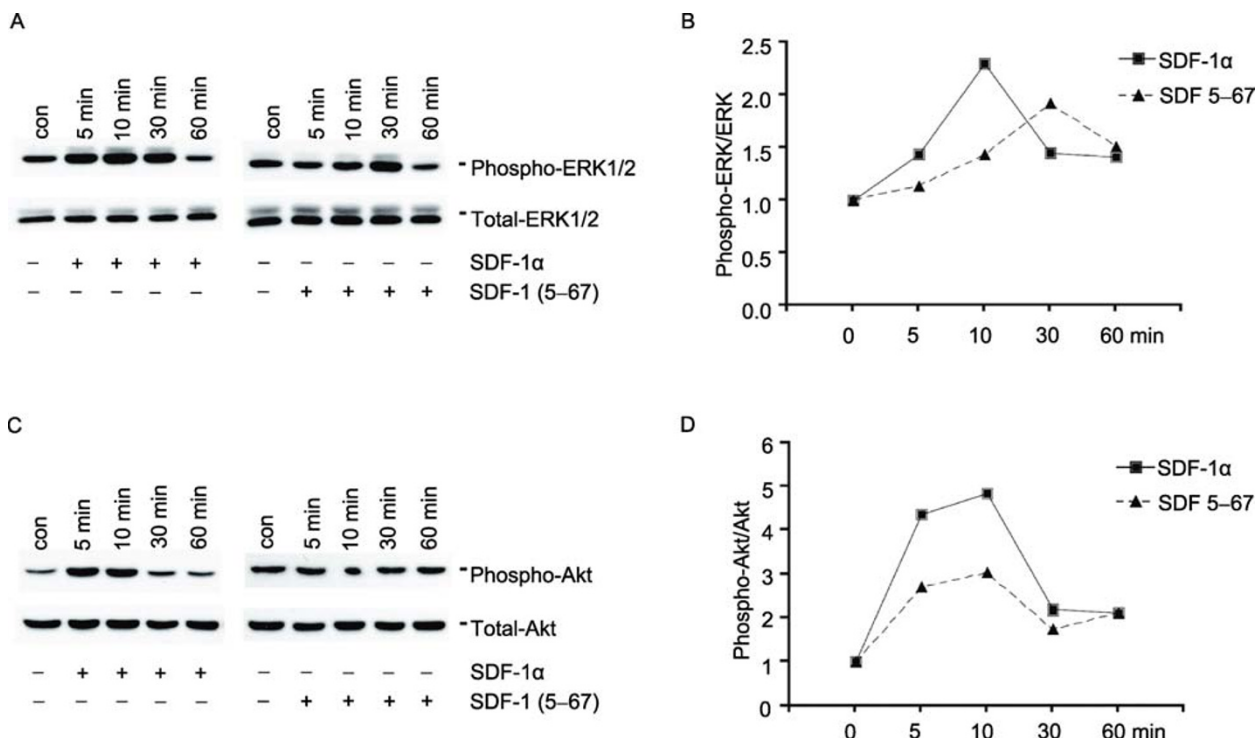 A
con 5 min 10 min 30 min 60 min con 5 min 10 min 30 min 60 min
Phospho-ERK1/2
Total-ERK1/2
– + + + + – – – – – SDF-1α
– – – – – – + + + + SDF-1 (5–67)
B
2.5
2.0
1.5
1.0
0.5
0.0
Phospho-ERK/ERK
0 5 10 30 60 min
SDF-1α
SDF 5–67
C
con 5 min 10 min 30 min 60 min con 5 min 10 min 30 min 60 min
Phospho-Akt
Total-Akt
– + + + + – – – – – SDF-1α
– – – – – – + + + + SDF-1 (5–67)
D
6
5
4
3
2
1
0
Phospho-Akt/Akt
0 5 10 30 60 min
SDF-1α
SDF 5–67